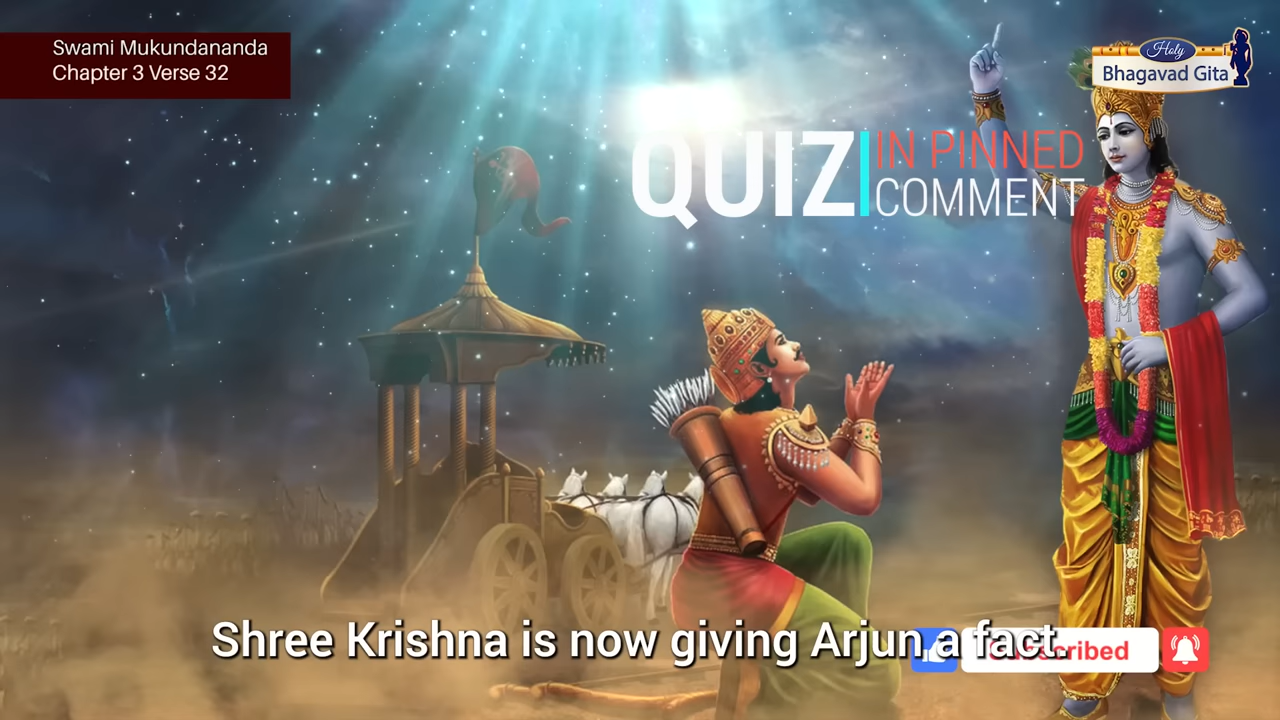 Swami Mukundananda
Chapter 3 Verse 32
Holy
Bhagavad Gita
QUIZ
IN PINNED
COMMENT
Shree Krishna is now giving Arjun a fact.
Subscribed